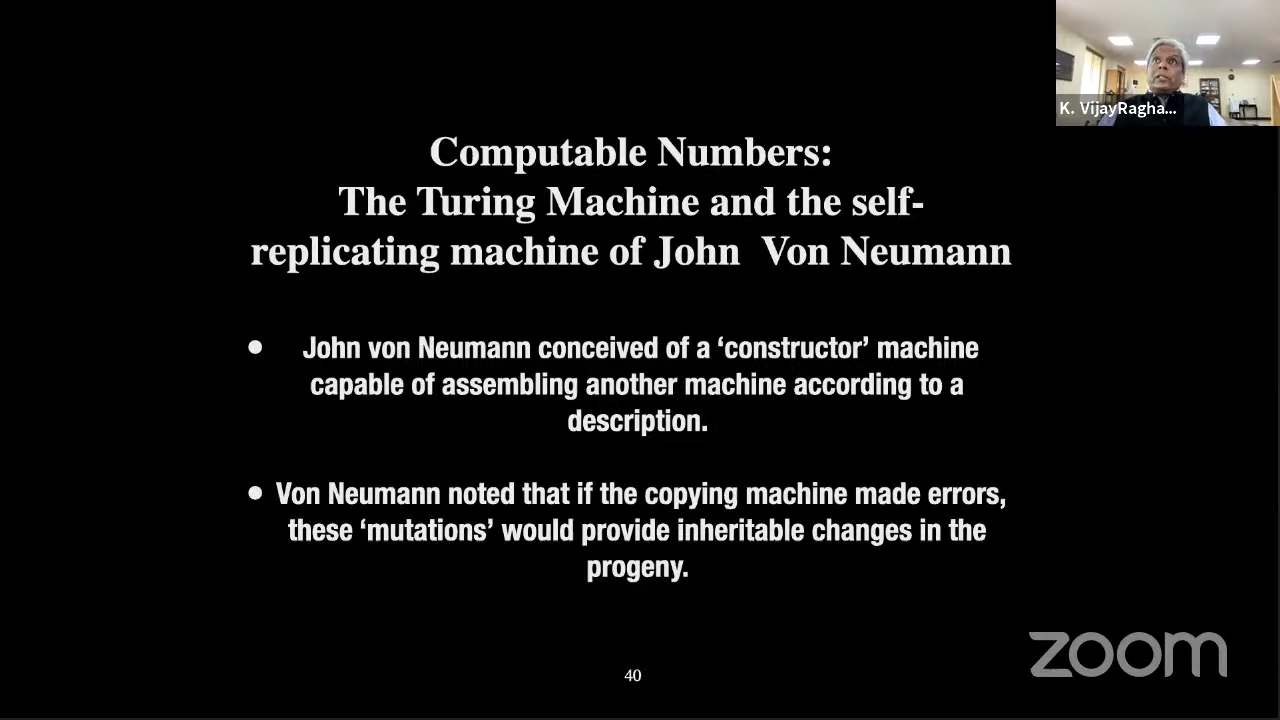 K. VijayRagha...
Computable Numbers:
The Turing Machine and the self-
replicating machine of John Von Neumann
• John von Neumann conceived of a ‘constructor’ machine
capable of assembling another machine according to a
description.
• Von Neumann noted that if the copying machine made errors,
these ‘mutations’ would provide inheritable changes in the
progeny.
zoom
40